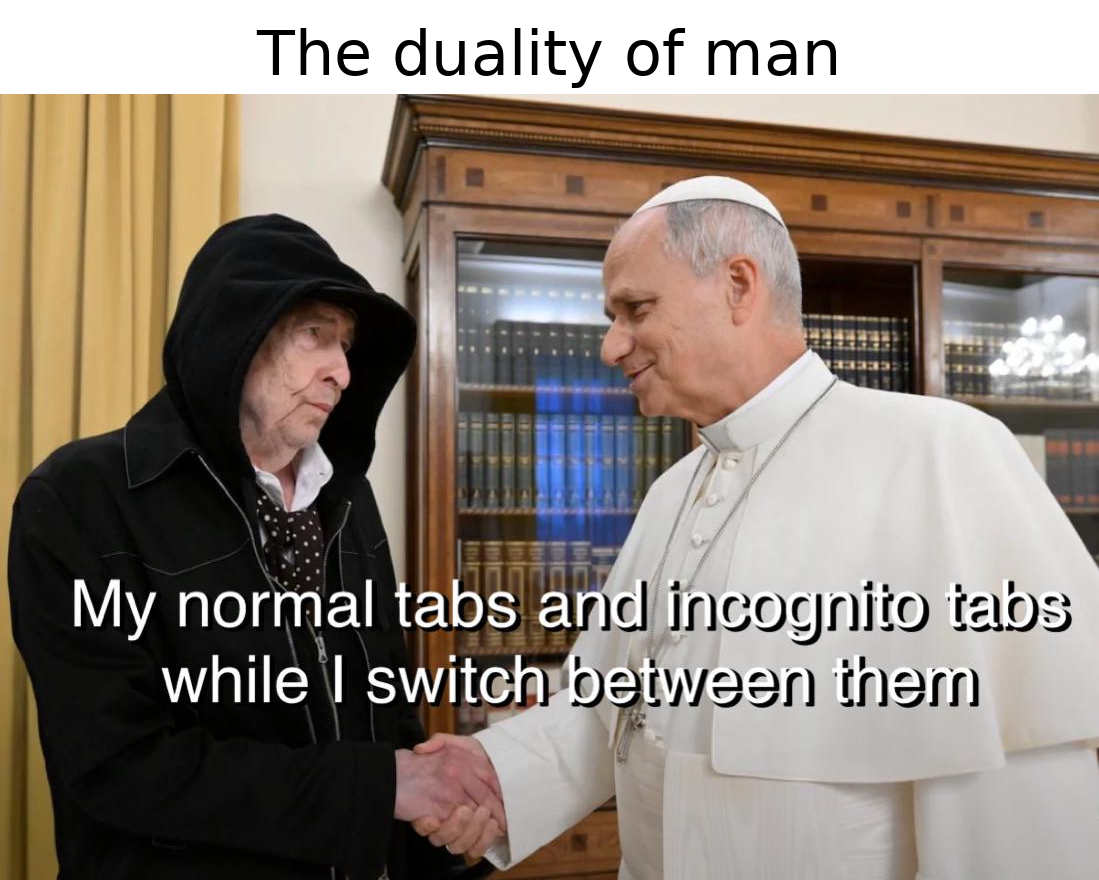 The duality of man
My normal tabs and incognito tabs
while I switch between them